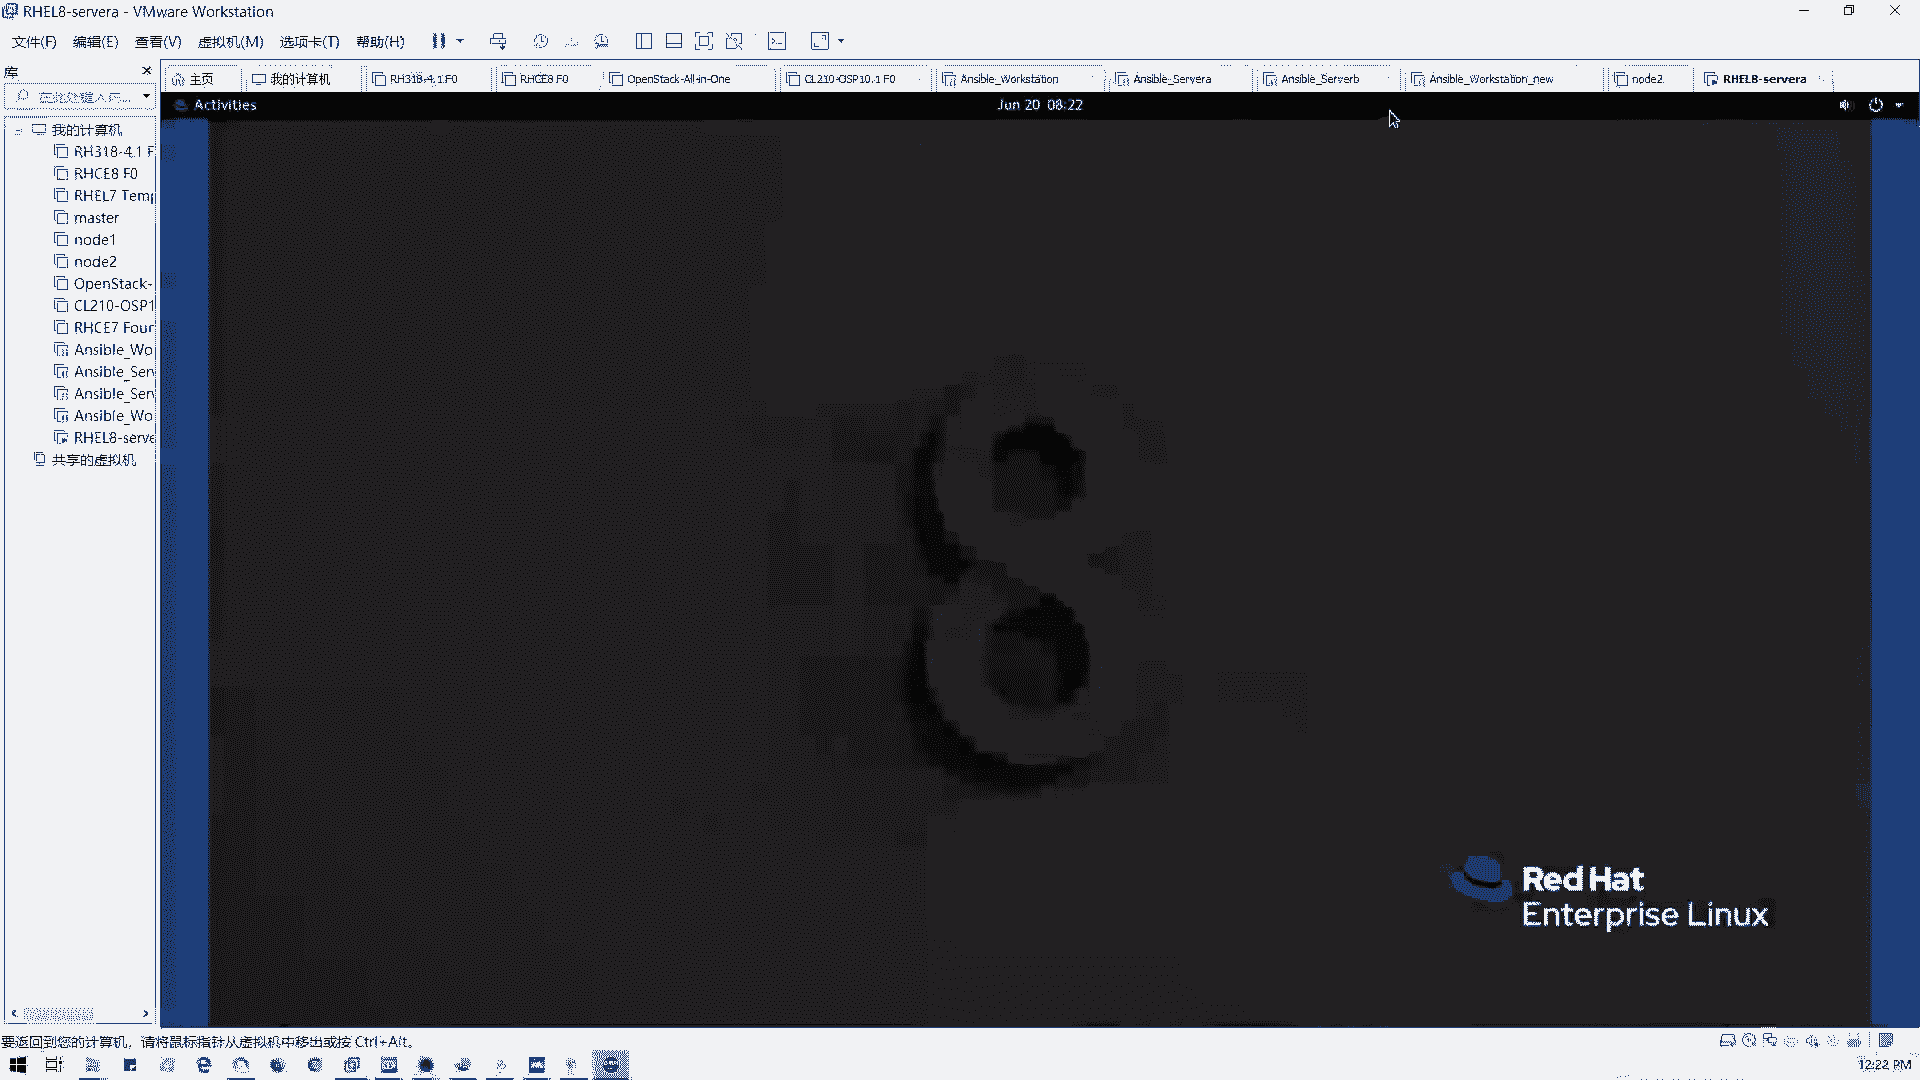 RHEL8-servera - VMware Workstation
文件(F) 编辑(E) 查看(V) 虚拟机(M) 选项卡(T) 帮助(H)
库
主页 我的计算机 RH318-4.1 F0 RHCE8 F0 OpenStack-All-in-One CL210-OSP10.1 F0 Ansible_Workstation Ansible_Servera Ansible_Serverb Ansible_Workstation_new node2 RHEL8-servera
在此处键入内...
Activities Jun 20 08:22
我的计算机
RH318-4.1 F
RHCE8 F0
RHEL7 Temp
master
node1
node2
OpenStack-
CL210-OSP1
RHCE7 Four
Ansible_Wo
Ansible_Serv
Ansible_Serv
Ansible_Wo
RHEL8-serve
共享的虚拟机
8
Red Hat
Enterprise Linux
要返回到您的计算机，请将鼠标指针从虚拟机中移出或按 Ctrl+Alt。
12:22 PM